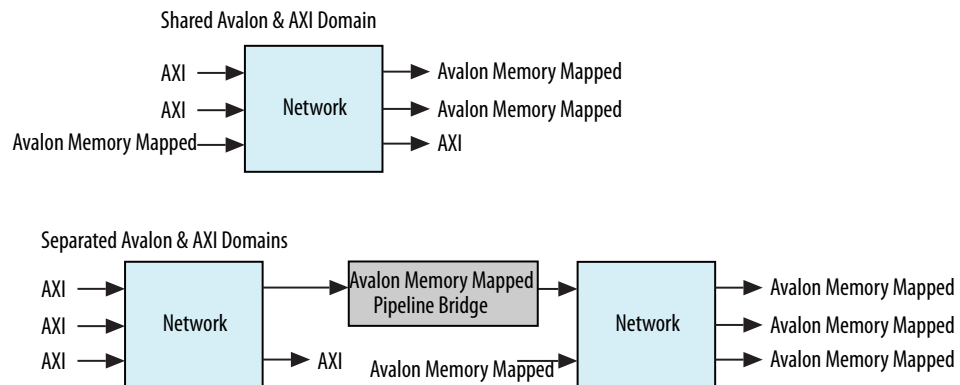 Shared Avalon & AXI Domain
AXI
Avalon Memory Mapped
AXI
Network
Avalon Memory Mapped
Avalon Memory Mapped
AXI
Separated Avalon & AXI Domains
AXI
Avalon Memory Mapped
Pipeline Bridge
Avalon Memory Mapped
AXI
Network
Network
Avalon Memory Mapped
AXI
AXI
Avalon Memory Mapped
Avalon Memory Mapped